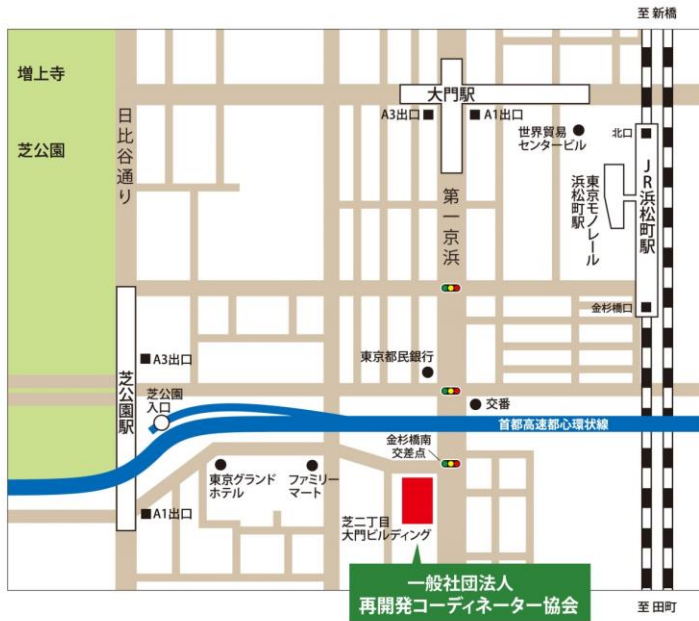 至 新橋
増上寺
大門駅
A3出口
A1出口
世界貿易
センタービル
北口
日比谷通り
芝公園
第一京浜
東京モノレール
浜松町駅
JR浜松町駅
金杉橋口
A3出口
東京都民銀行
芝公園駅
芝公園
入口
交番
首都高速都心環状線
金杉橋南
交差点
東京グランド
ホテル
ファミリー
マート
A1出口
芝二丁目
大門ビルディング
一般社団法人
再開発コーディネーター協会
至 田町